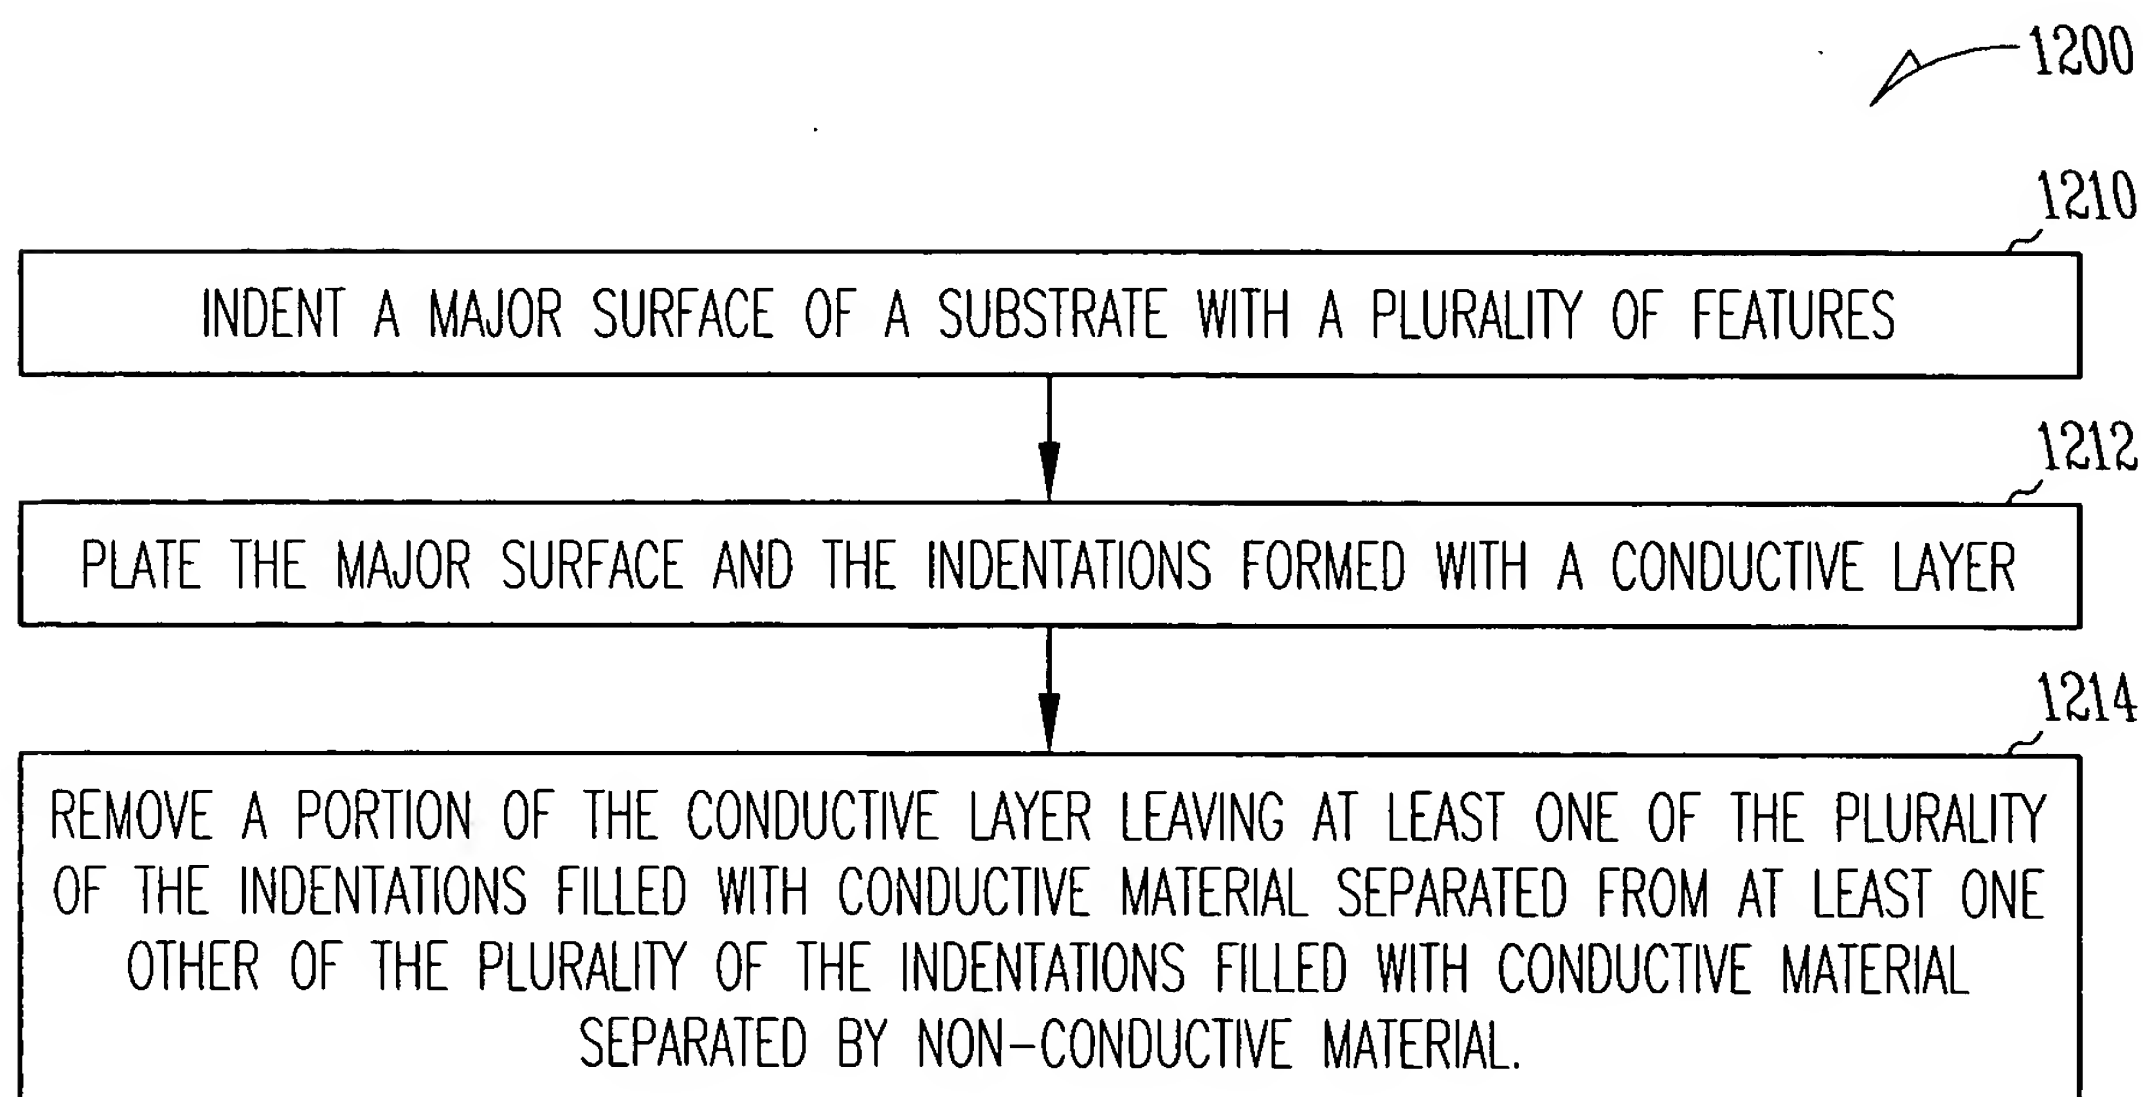 1200
1210
INDENT A MAJOR SURFACE OF A SUBSTRATE WITH A PLURALITY OF FEATURES
1212
PLATE THE MAJOR SURFACE AND THE INDENTATIONS FORMED WITH A CONDUCTIVE LAYER
1214
REMOVE A PORTION OF THE CONDUCTIVE LAYER LEAVING AT LEAST ONE OF THE PLURALITY
OF THE INDENTATIONS FILLED WITH CONDUCTIVE MATERIAL SEPARATED FROM AT LEAST ONE
OTHER OF THE PLURALITY OF THE INDENTATIONS FILLED WITH CONDUCTIVE MATERIAL
SEPARATED BY NON-CONDUCTIVE MATERIAL.